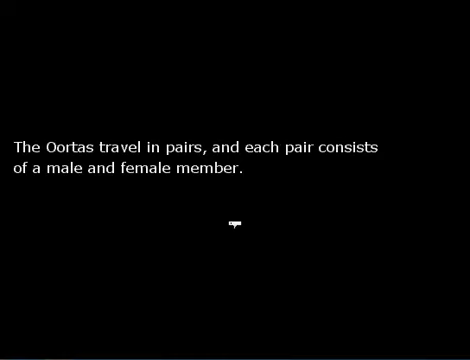 The Oortas travel in pairs, and each pair consists
of a male and female member.